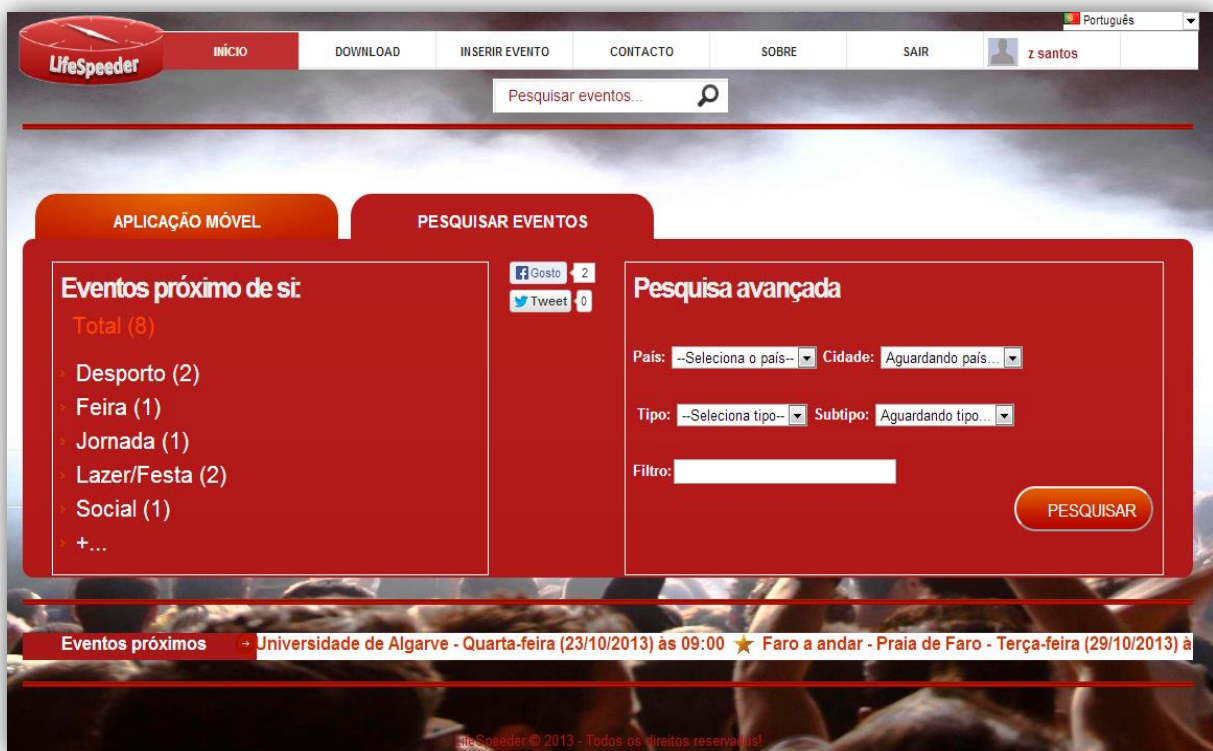 Português
LifeSpeeder
INÍCIO
DOWNLOAD
INSERIR EVENTO
CONTACTO
SOBRE
SAIR
z santos
Pesquisar eventos...
APLICAÇÃO MÓVEL
PESQUISAR EVENTOS
Eventos próximo de si:
Total (8)
Desporto (2)
Feira (1)
Jornada (1)
Lazer/Festa (2)
Social (1)
+...
Gosto 2
Tweet 0
Pesquisa avançada
País: --Seleciona o país-- Cidade: Aguardando país...
Tipo: --Seleciona tipo-- Subtipo: Aguardando tipo...
Filtro:
PESQUISAR
Eventos próximos
Universidade de Algarve - Quarta-feira (23/10/2013) às 09:00 ★ Faro a andar - Praia de Faro - Terça-feira (29/10/2013) à
LifeSpeeder © 2013 - Todos os direitos reservados!